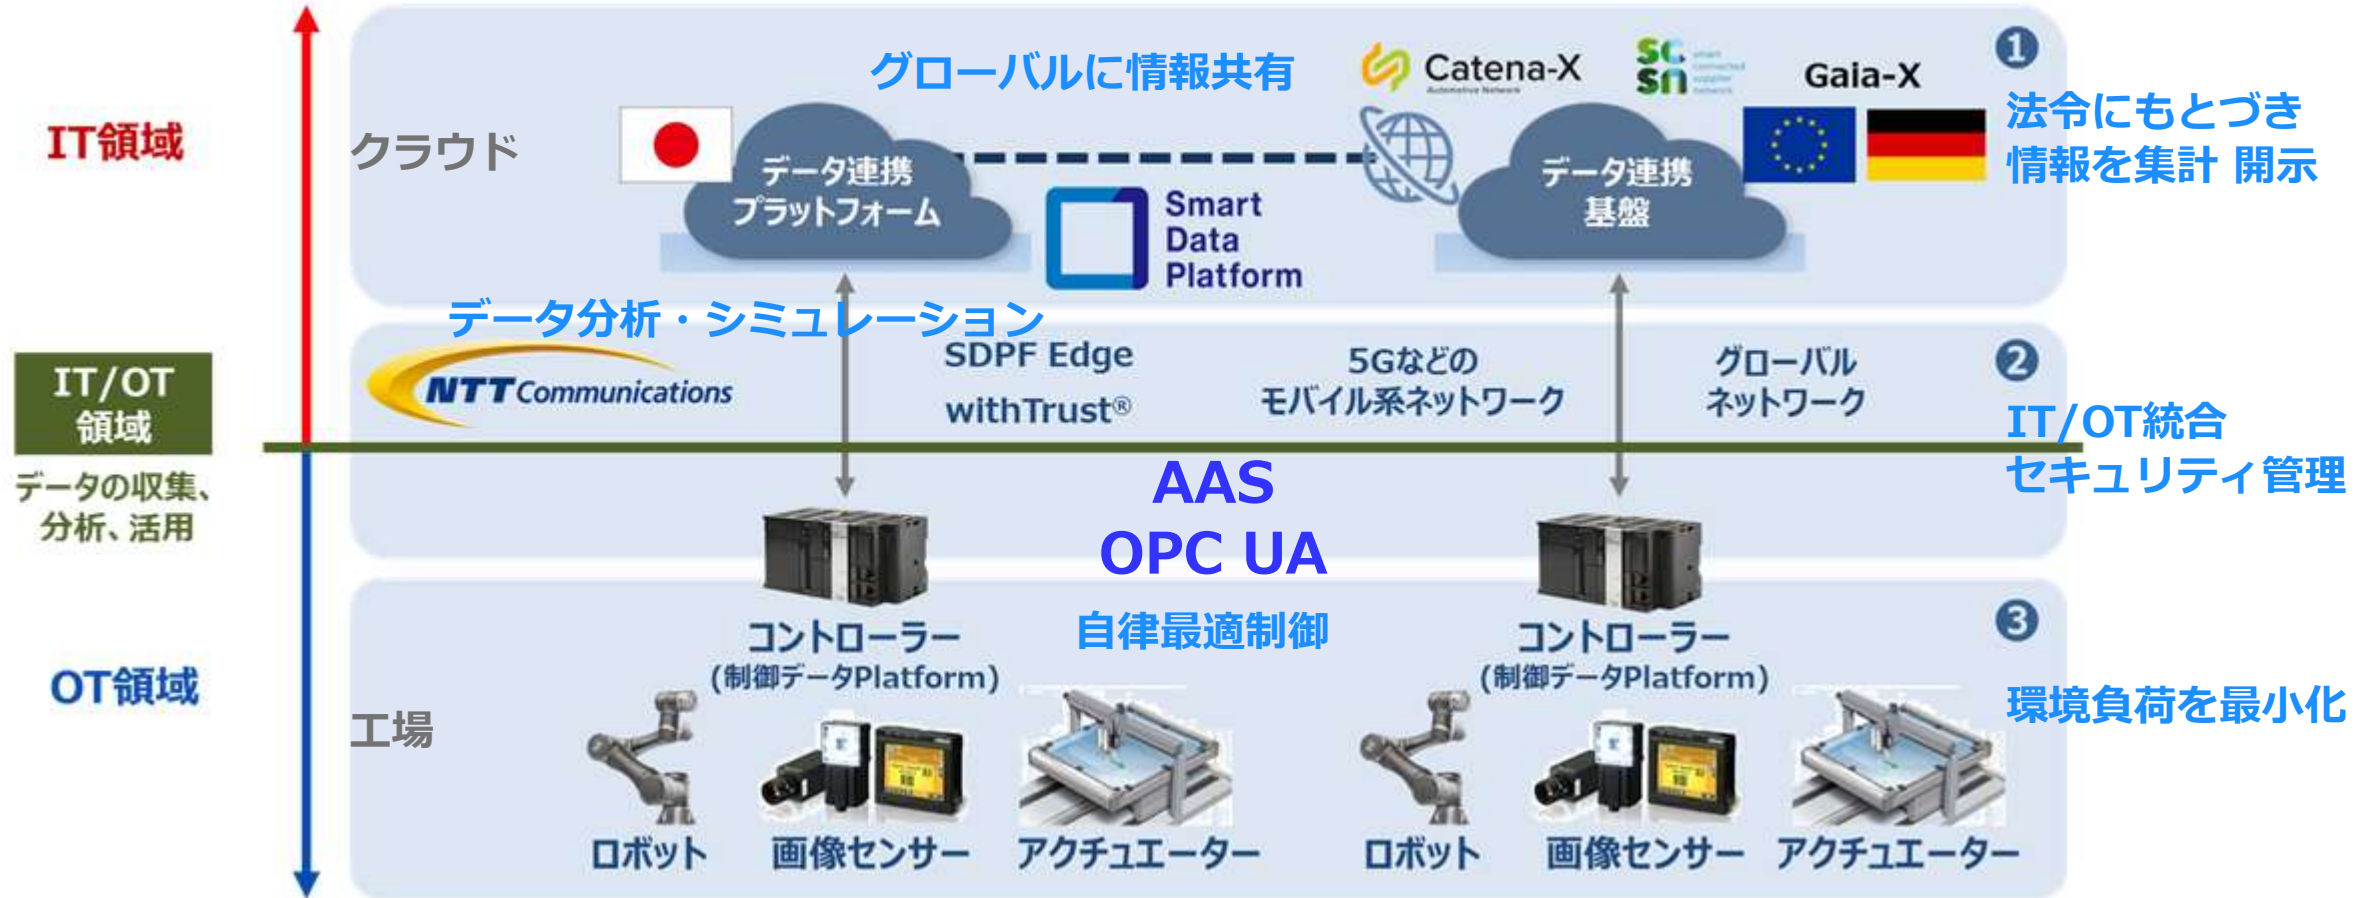 グローバルに情報共有
Catena-X
Automotive Network
SCSN
smart
connected
supplier
network
Gaia-X
❶
IT領域
クラウド
データ連携
プラットフォーム
Smart
Data
Platform
データ連携
基盤
法令にもとづき
情報を集計 開示
データ分析・シミュレーション
IT/OT
領域
データの収集、
分析、活用
NTT Communications
SDPF Edge
withTrust®
5Gなどの
モバイル系ネットワーク
グローバル
ネットワーク
❷
IT/OT統合
セキュリティ管理
AAS
OPC UA
自律最適制御
❸
OT領域
工場
コントローラー
(制御データPlatform)
コントローラー
(制御データPlatform)
環境負荷を最小化
ロボット
画像センサー
アクチュエーター
ロボット
画像センサー
アクチュエーター